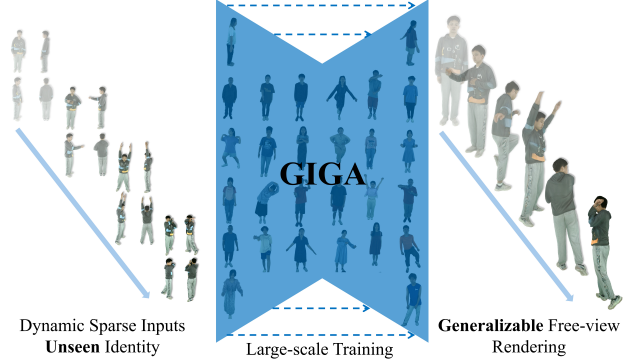 GIGA
Dynamic Sparse Inputs
Unseen Identity
Large-scale Training
Generalizable Free-view
Rendering